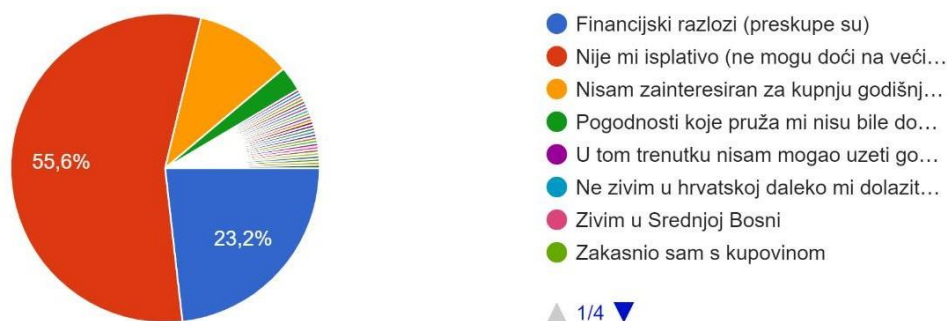 55,6%
23,2%
Financijski razlozi (preskupe su)
Nije mi isplativo (ne mogu doći na veći…
Nisam zainteresiran za kupnju godišnj…
Pogodnosti koje pruža mi nisu bile do…
U tom trenutku nisam mogao uzeti go…
Ne zivim u hrvatskoj daleko mi dolazit…
Zivim u Srednjoj Bosni
Zakasnio sam s kupovinom
1/4